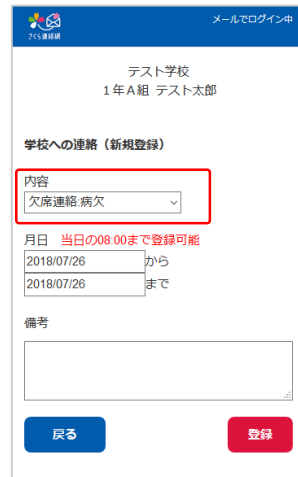 さくら連絡網
メールでログイン中
テスト学校
1年A組 テスト太郎
学校への連絡（新規登録）
内容
欠席連絡:病欠
月日 当日の08:00まで登録可能
2018/07/26 から
2018/07/26 まで
備考
戻る 登録